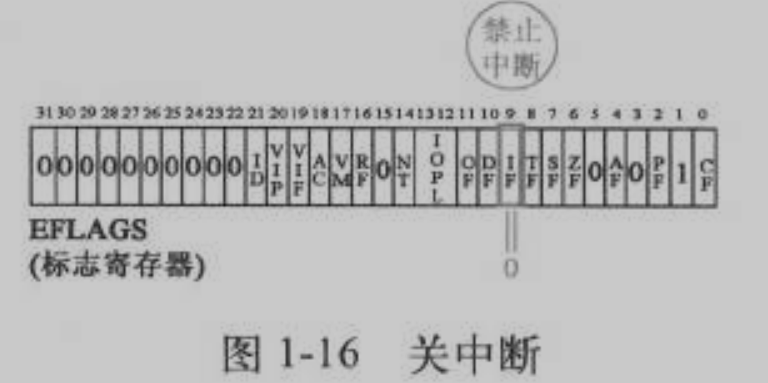 禁止
中断
31 30 29 28 27 26 25 24 23 22 21 20 19 18 17 16 15 14 13 12 11 10 9 8 7 6 5 4 3 2 1 0
0 0 0 0 0 0 0 0 0 0 ID VIP VIF AC VM RF 0 NT IOPL OF DF IF TF SF ZF 0 AF 0 PF 1 CF
EFLAGS
(标志寄存器)
0
图 1-16 关中断